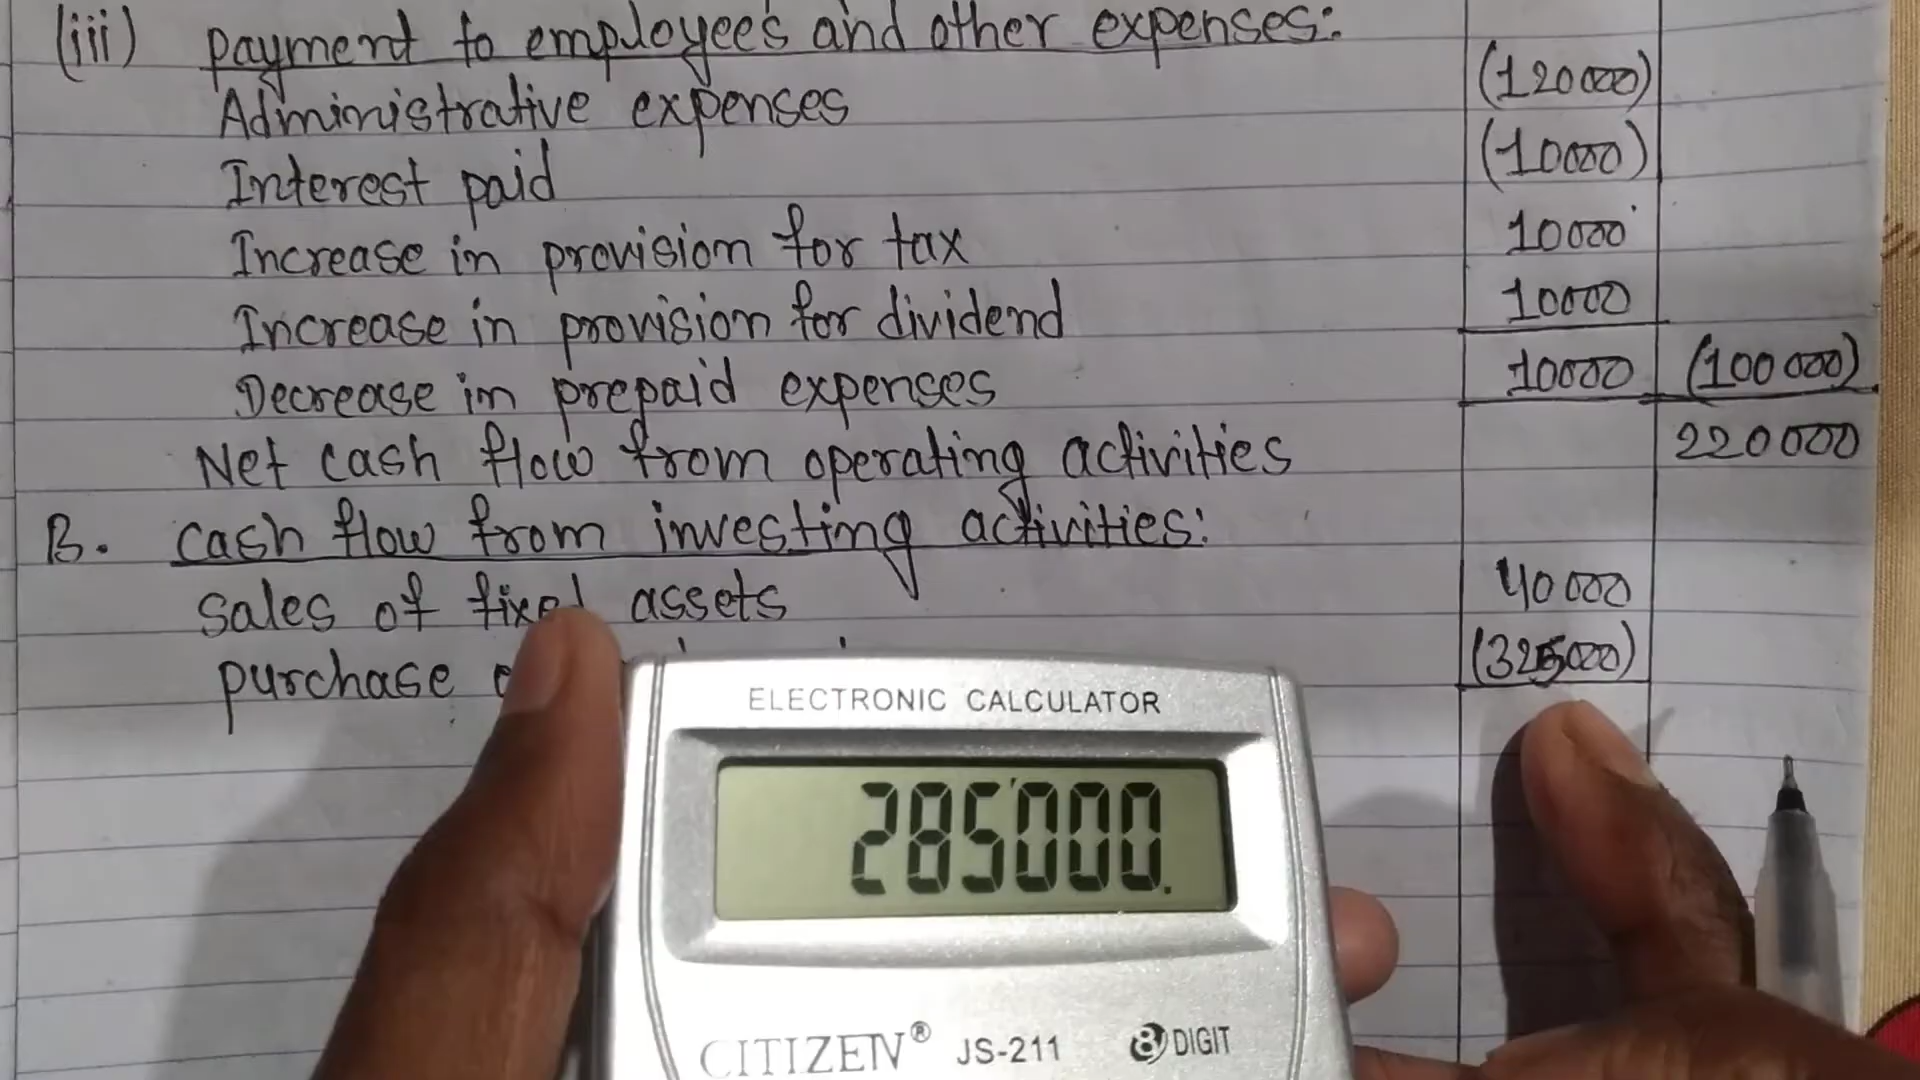 (iii) payment to employees and other expenses:
Administrative expenses (120000)
Interest paid (10000)
Increase in provision for tax 10000
Increase in provision for dividend 10000
Decrease in prepaid expenses 10000 (100000)
Net cash flow from operating activities 220000
B. cash flow from investing activities:
sales of fixed assets 40000
purchase (325000)
ELECTRONIC CALCULATOR
285'000.
CITIZEN® JS-211 8 DIGIT